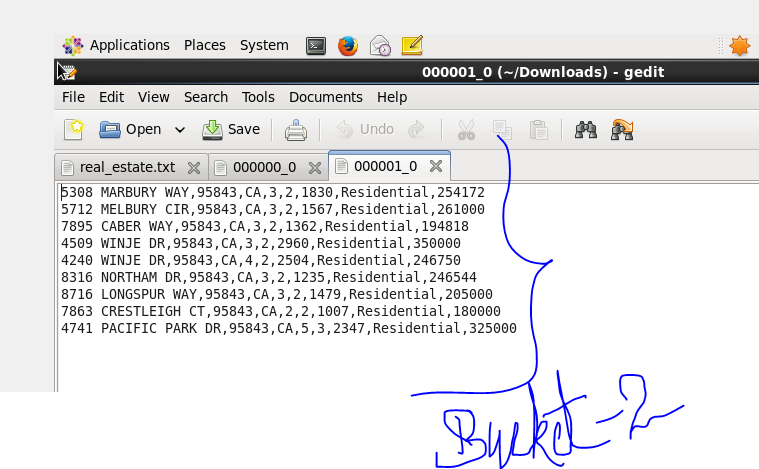 Applications Places System
000001_0 (~/Downloads) - gedit
File Edit View Search Tools Documents Help
Open Save Undo
real_estate.txt 000000_0 000001_0
5308 MARBURY WAY,95843,CA,3,2,1830,Residential,254172
5712 MELBURY CIR,95843,CA,3,2,1567,Residential,261000
7895 CABER WAY,95843,CA,3,2,1362,Residential,194818
4509 WINJE DR,95843,CA,3,2,2960,Residential,350000
4240 WINJE DR,95843,CA,4,2,2504,Residential,246750
8316 NORTHAM DR,95843,CA,3,2,1235,Residential,246544
8716 LONGSPUR WAY,95843,CA,3,2,1479,Residential,205000
7863 CRESTLEIGH CT,95843,CA,2,2,1007,Residential,180000
4741 PACIFIC PARK DR,95843,CA,5,3,2347,Residential,325000
Bucket-2